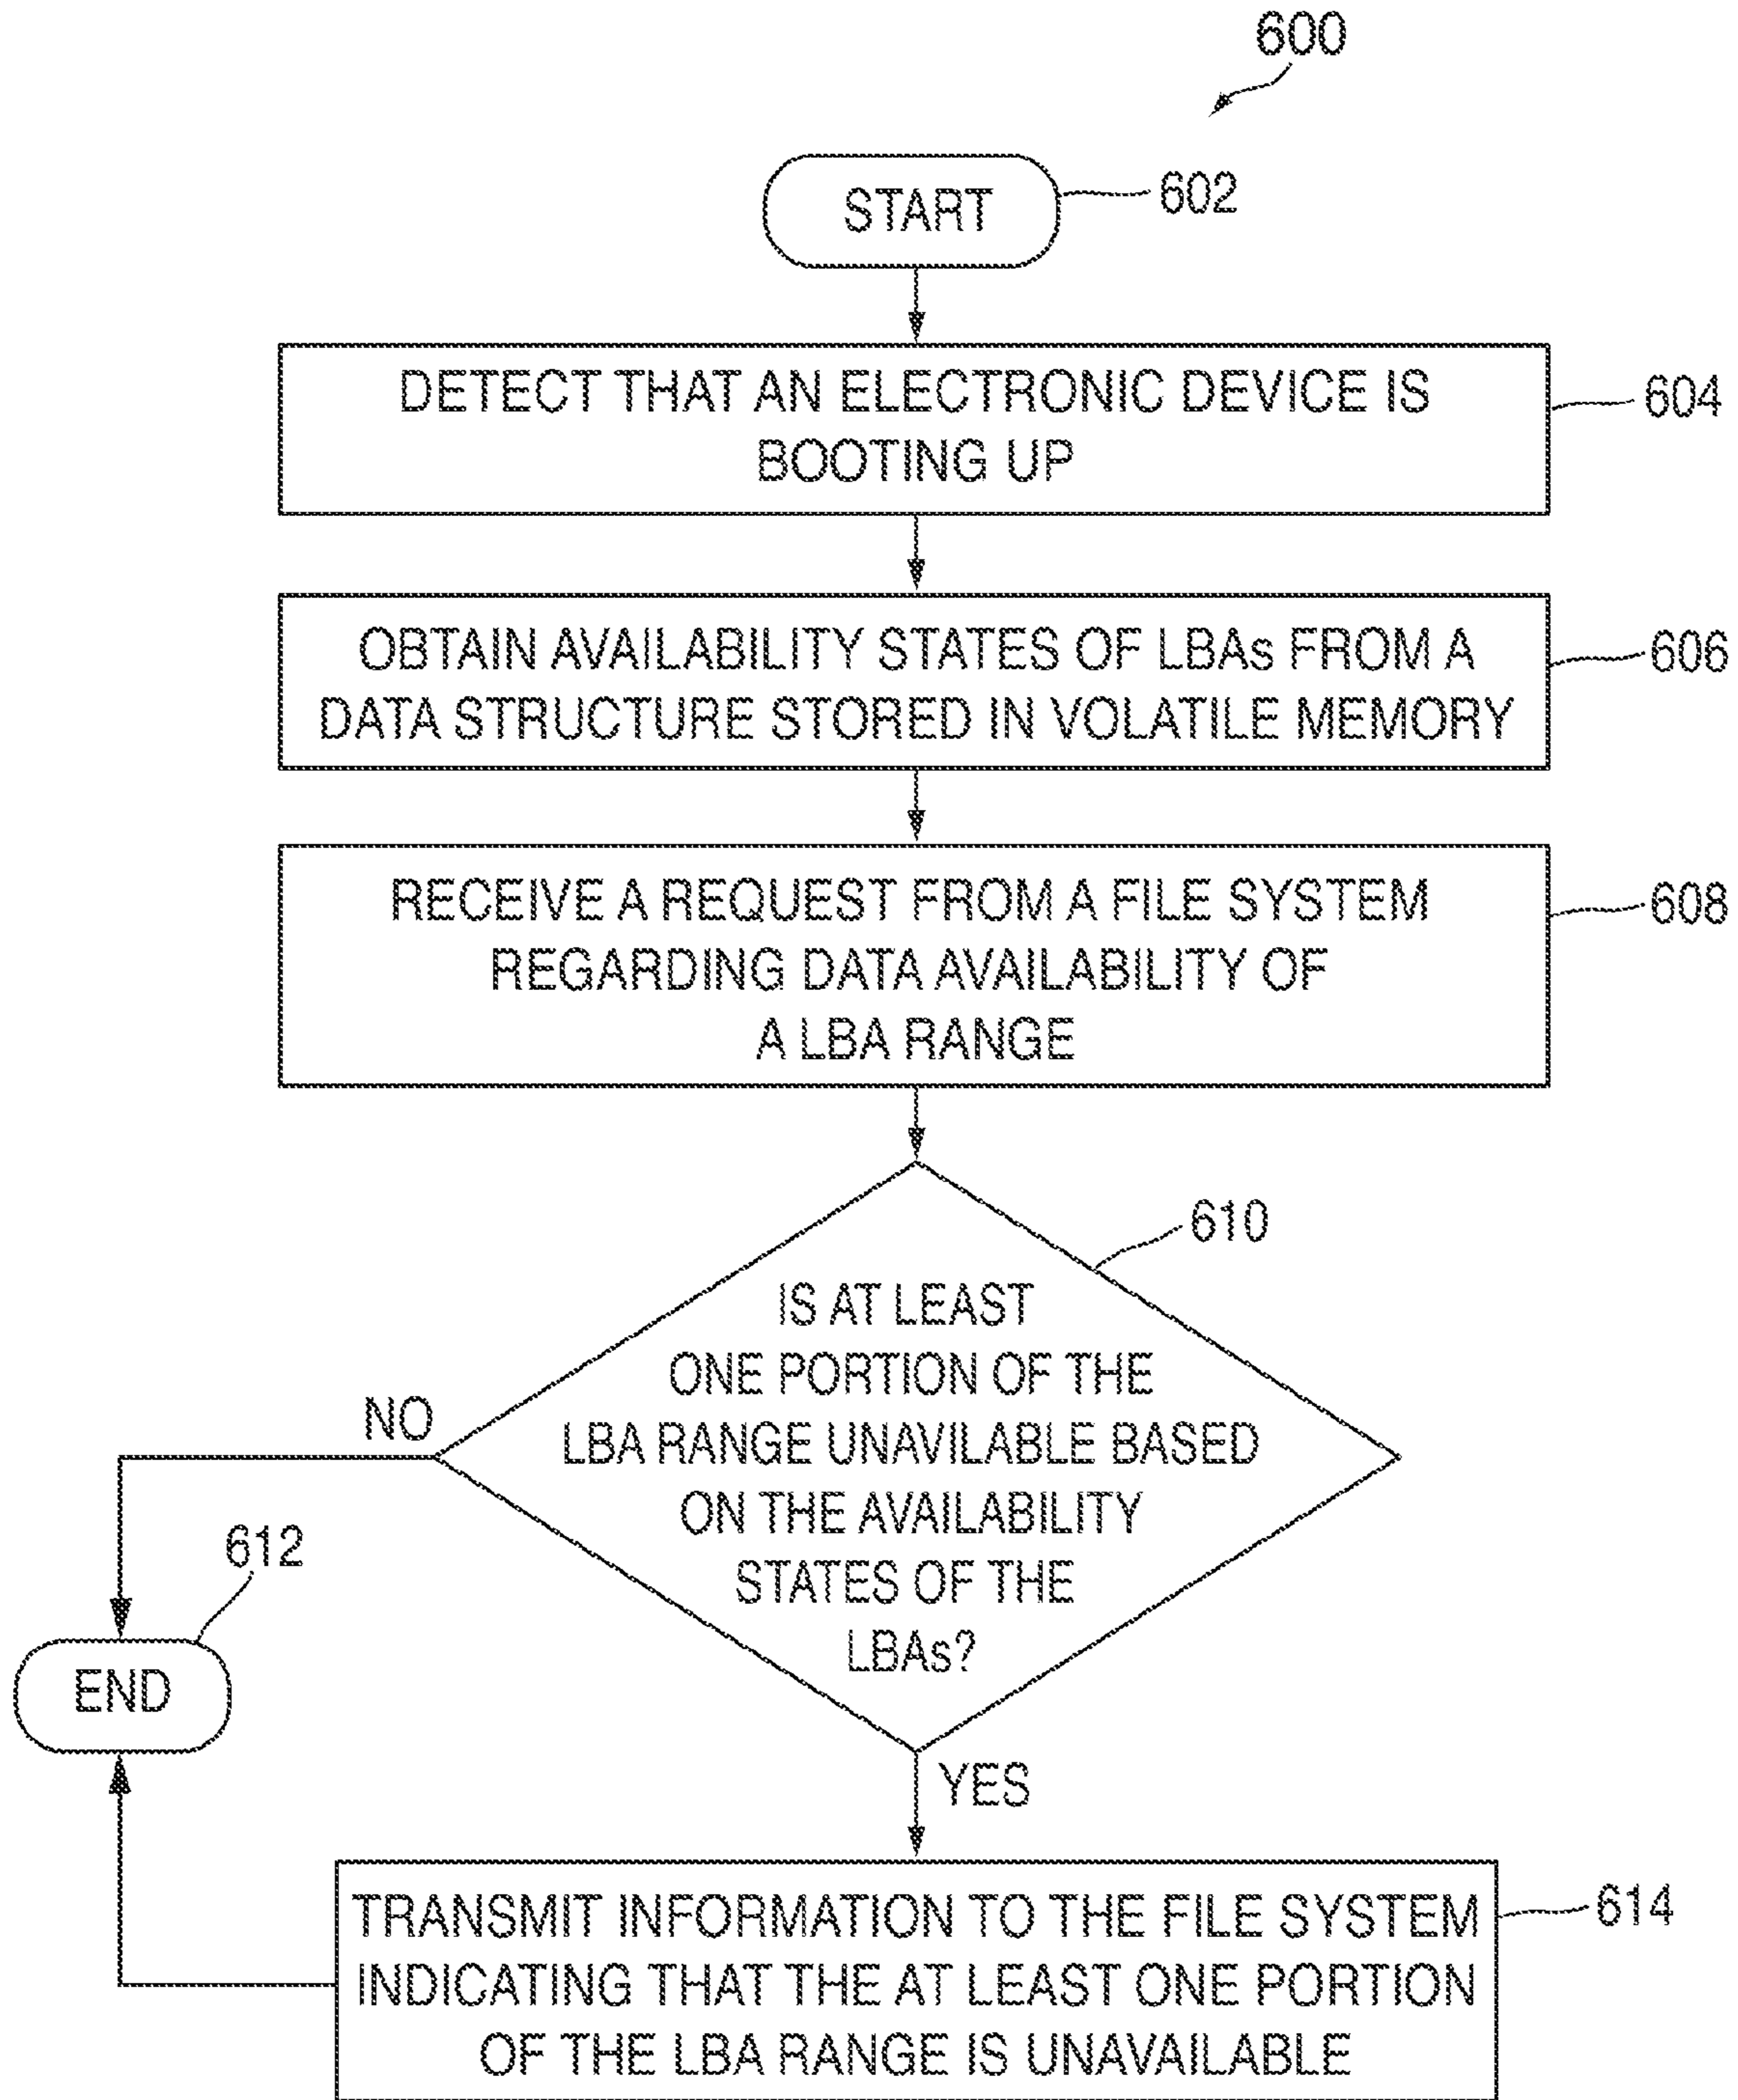 600
START
602
DETECT THAT AN ELECTRONIC DEVICE IS
BOOTING UP
604
OBTAIN AVAILABILITY STATES OF LBAs FROM A
DATA STRUCTURE STORED IN VOLATILE MEMORY
606
RECEIVE A REQUEST FROM A FILE SYSTEM
REGARDING DATA AVAILABILITY OF
A LBA RANGE
608
610
IS AT LEAST
ONE PORTION OF THE
LBA RANGE UNAVILABLE BASED
ON THE AVAILABILITY
STATES OF THE
LBAs?
NO
612
END
YES
TRANSMIT INFORMATION TO THE FILE SYSTEM
INDICATING THAT THE AT LEAST ONE PORTION
OF THE LBA RANGE IS UNAVAILABLE
614